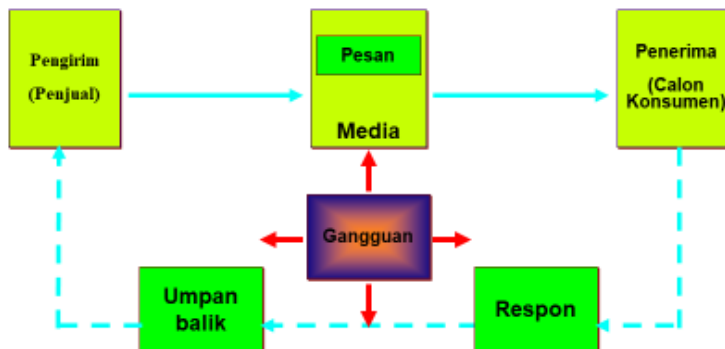 Pengirim
(Penjual)
Pesan
Media
Penerima
(Calon
Konsumen)
Gangguan
Umpan
balik
Respon